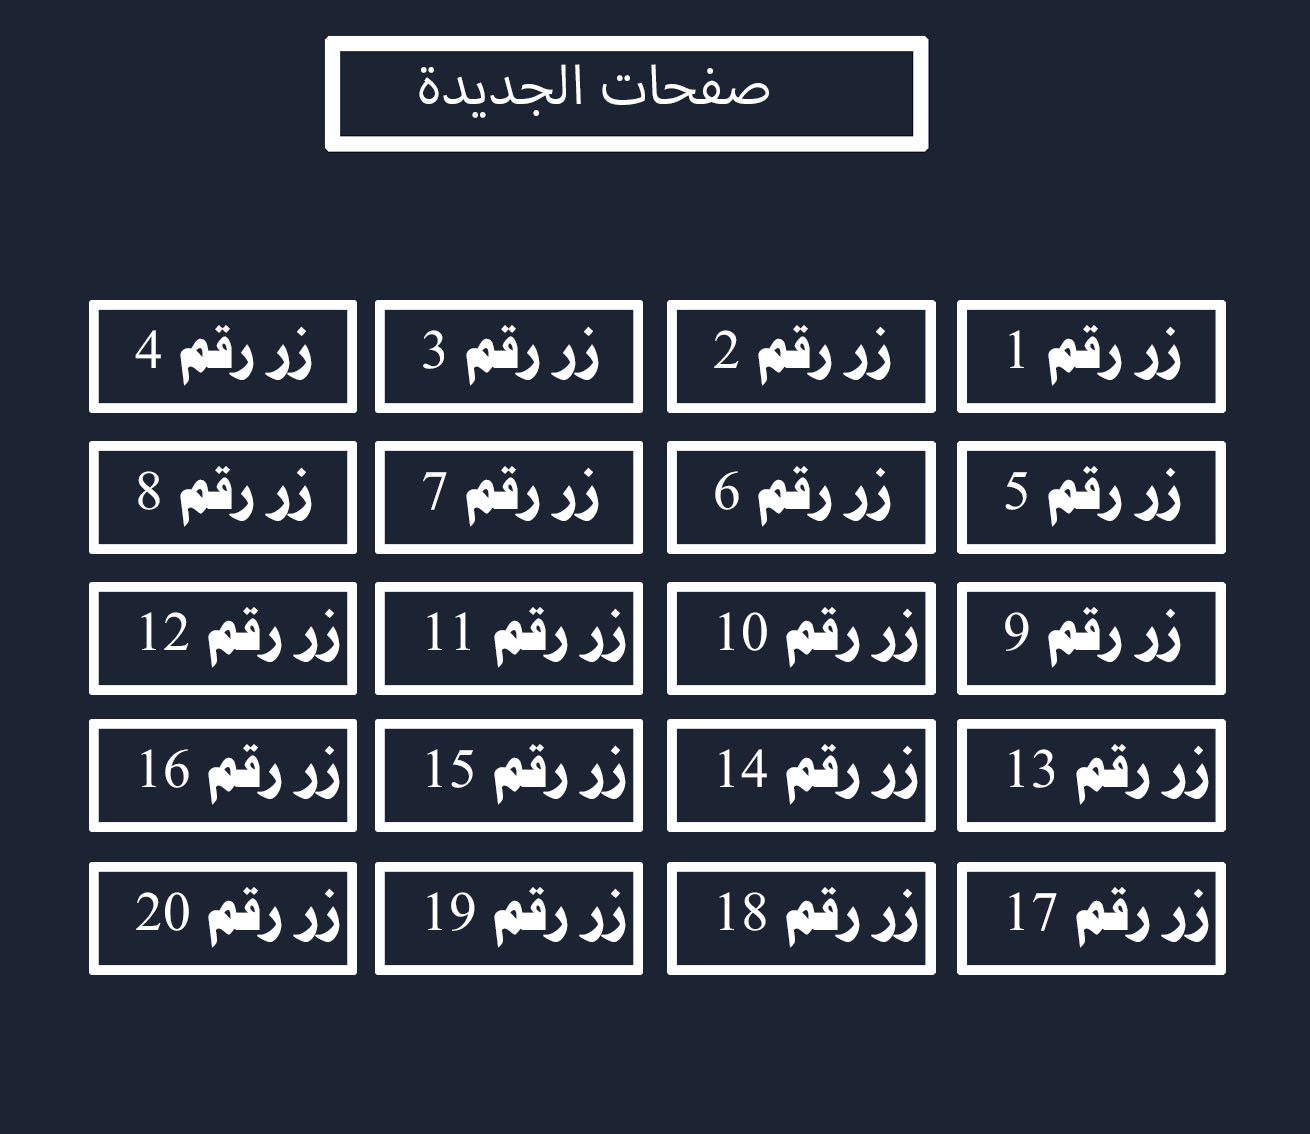 صفحات الجديدة
زر رقم 1
زر رقم 2
زر رقم 3
زر رقم 4
زر رقم 5
زر رقم 6
زر رقم 7
زر رقم 8
زر رقم 9
زر رقم 10
زر رقم 11
زر رقم 12
زر رقم 13
زر رقم 14
زر رقم 15
زر رقم 16
زر رقم 17
زر رقم 18
زر رقم 19
زر رقم 20